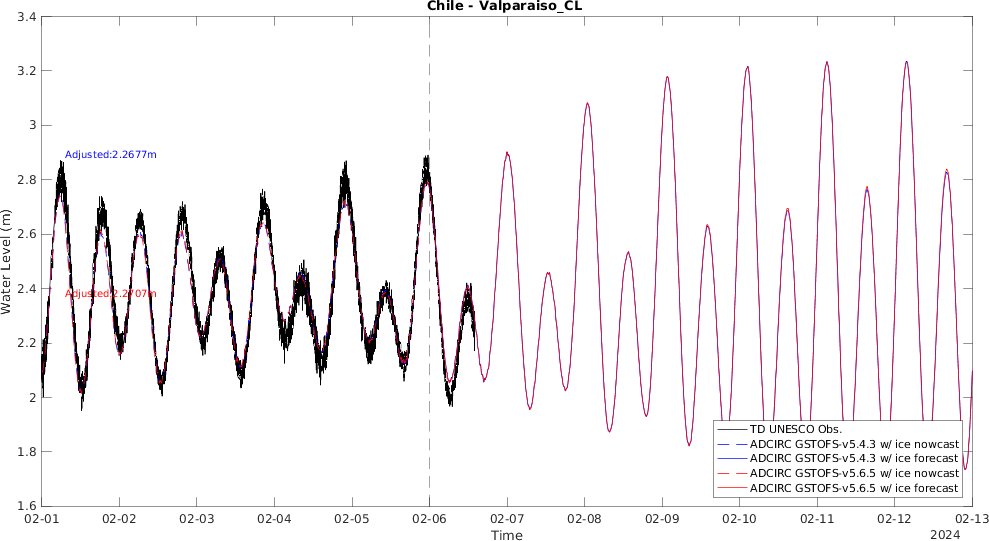 Chile - Valparaiso_CL
3.4
3.2
3
2.8
2.6
2.4
2.2
2
1.8
1.6
Water Level (m)
Adjusted:2.2677m
Adjusted:2.2707m
TD UNESCO Obs.
ADCIRC GSTOFS-v5.4.3 w/ ice nowcast
ADCIRC GSTOFS-v5.4.3 w/ ice forecast
ADCIRC GSTOFS-v5.6.5 w/ ice nowcast
ADCIRC GSTOFS-v5.6.5 w/ ice forecast
02-01 02-02 02-03 02-04 02-05 02-06 02-07 02-08 02-09 02-10 02-11 02-12 02-13
Time
2024